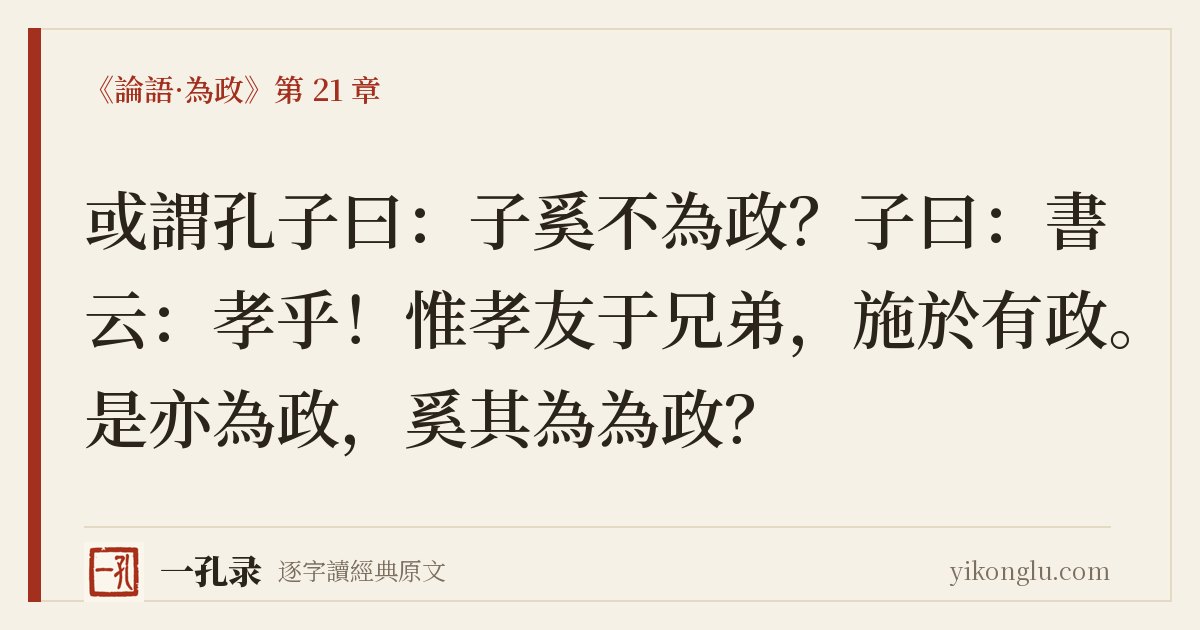 《論語·為政》第 21 章
或謂孔子曰：子奚不為政？子曰：書
云：孝乎！惟孝友于兄弟，施於有政。
是亦為政，奚其為為政？
一孔
一孔录 逐字讀經典原文
yikonglu.com